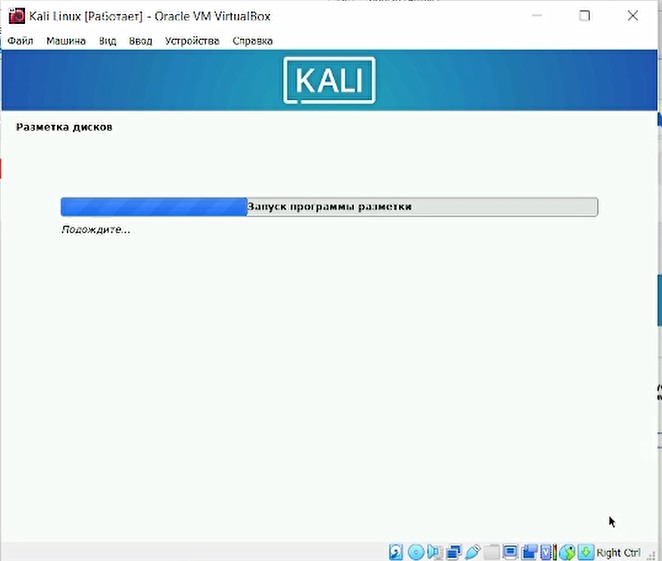 Kali Linux [Работает] - Oracle VM VirtualBox
Файл Машина Вид Ввод Устройства Справка
KALI
Разметка дисков
Запуск программы разметки
Подождите...
Right Ctrl